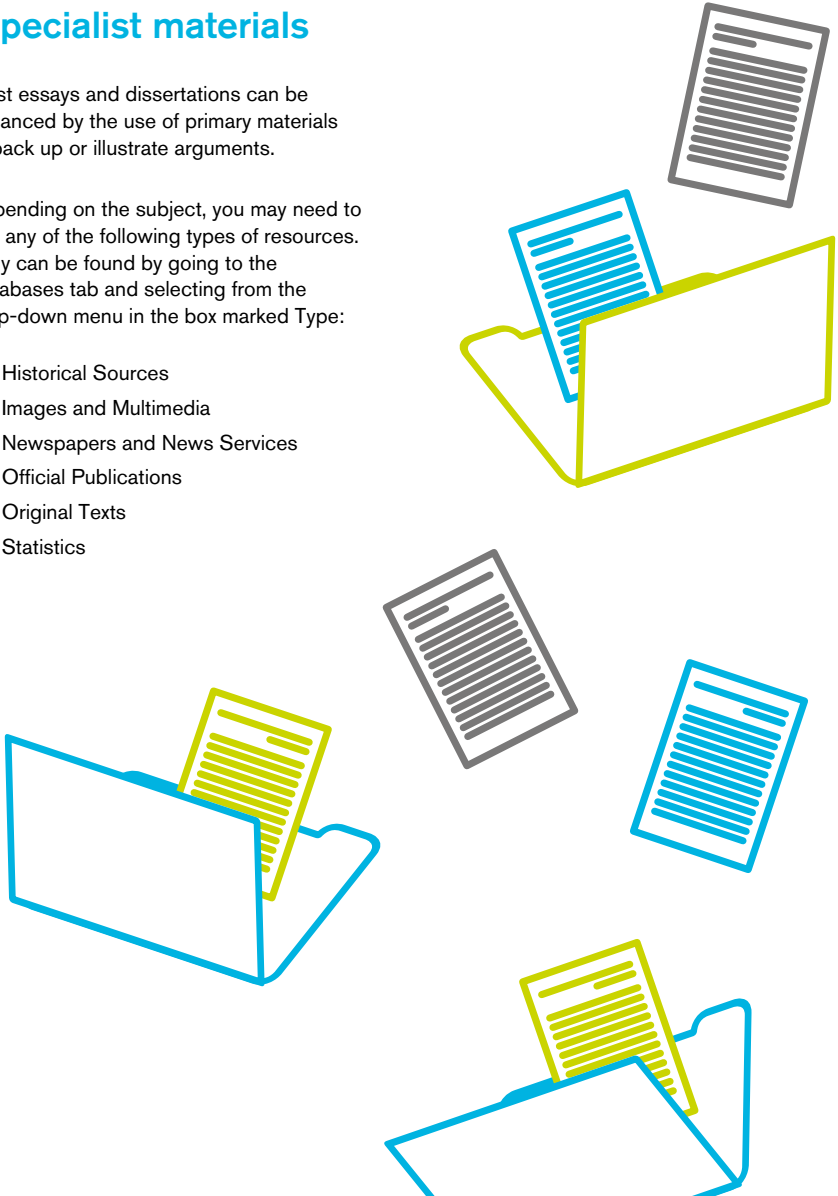 pecialist materials
st essays and dissertations can be
anced by the use of primary materials
back up or illustrate arguments.
pending on the subject, you may need to
any of the following types of resources.
y can be found by going to the
abases tab and selecting from the
p-down menu in the box marked Type:
Historical Sources
Images and Multimedia
Newspapers and News Services
Official Publications
Original Texts
Statistics